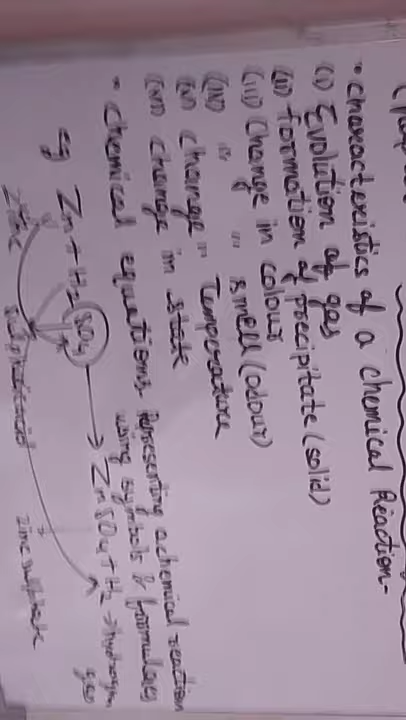 Chapter
• Characteristics of a chemical Reaction-
(i) Evolution of gas
(ii) formation of precipitate (solid)
(iii) Change in colour
(iv) " " smell (odour)
(v) change " Temperature
(vi) change in state
• Chemical equations- Representing a chemical reaction
using symbols & formulaes
eg Zn + H2SO4 → ZnSO4 + H2 → hydrogen
gas
zinc sulphuric acid zinc sulphate